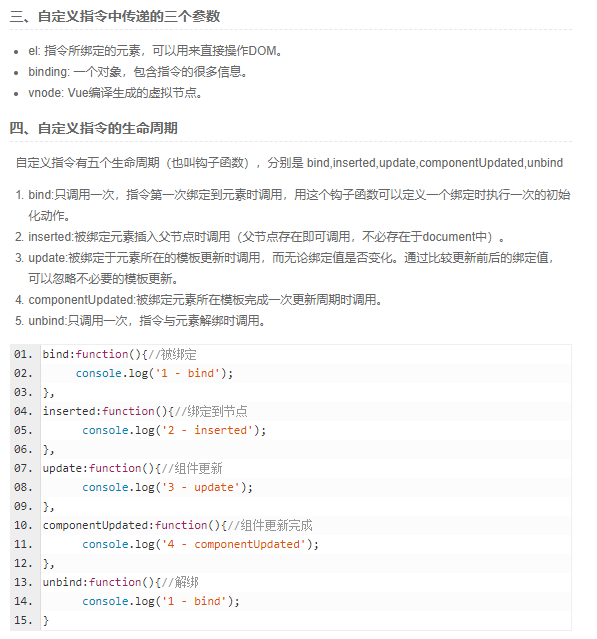 三、自定义指令中传递的三个参数
el: 指令所绑定的元素，可以用来直接操作DOM。
binding: 一个对象，包含指令的很多信息。
vnode: Vue编译生成的虚拟节点。
四、自定义指令的生命周期
自定义指令有五个生命周期（也叫钩子函数），分别是 bind,inserted,update,componentUpdated,unbind
1. bind:只调用一次，指令第一次绑定到元素时调用，用这个钩子函数可以定义一个绑定时执行一次的初始
化动作。
2. inserted:被绑定元素插入父节点时调用（父节点存在即可调用，不必存在于document中）。
3. update:被绑定于元素所在的模板更新时调用，而无论绑定值是否变化。通过比较更新前后的绑定值，
可以忽略不必要的模板更新。
4. componentUpdated:被绑定元素所在模板完成一次更新周期时调用。
5. unbind:只调用一次，指令与元素解绑时调用。
01. bind:function(){//被绑定
02. console.log('1 - bind');
03. },
04. inserted:function(){//绑定到节点
05. console.log('2 - inserted');
06. },
07. update:function(){//组件更新
08. console.log('3 - update');
09. },
10. componentUpdated:function(){//组件更新完成
11. console.log('4 - componentUpdated');
12. },
13. unbind:function(){//解绑
14. console.log('1 - bind');
15. }